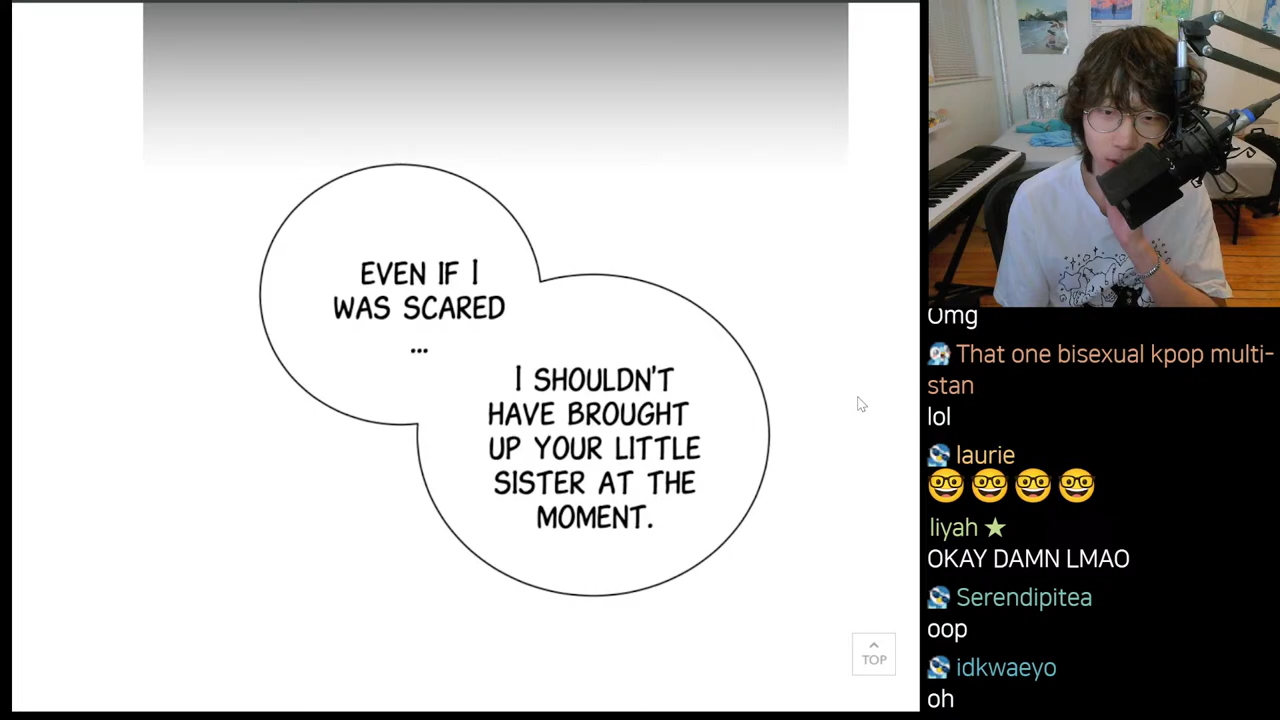 EVEN IF I
WAS SCARED
...
I SHOULDN'T
HAVE BROUGHT
UP YOUR LITTLE
SISTER AT THE
MOMENT.
TOP
Omg
That one bisexual kpop multi-
stan
lol
laurie
🤓🤓🤓🤓
liyah ★
OKAY DAMN LMAO
Serendipitea
oop
idkwaeyo
oh